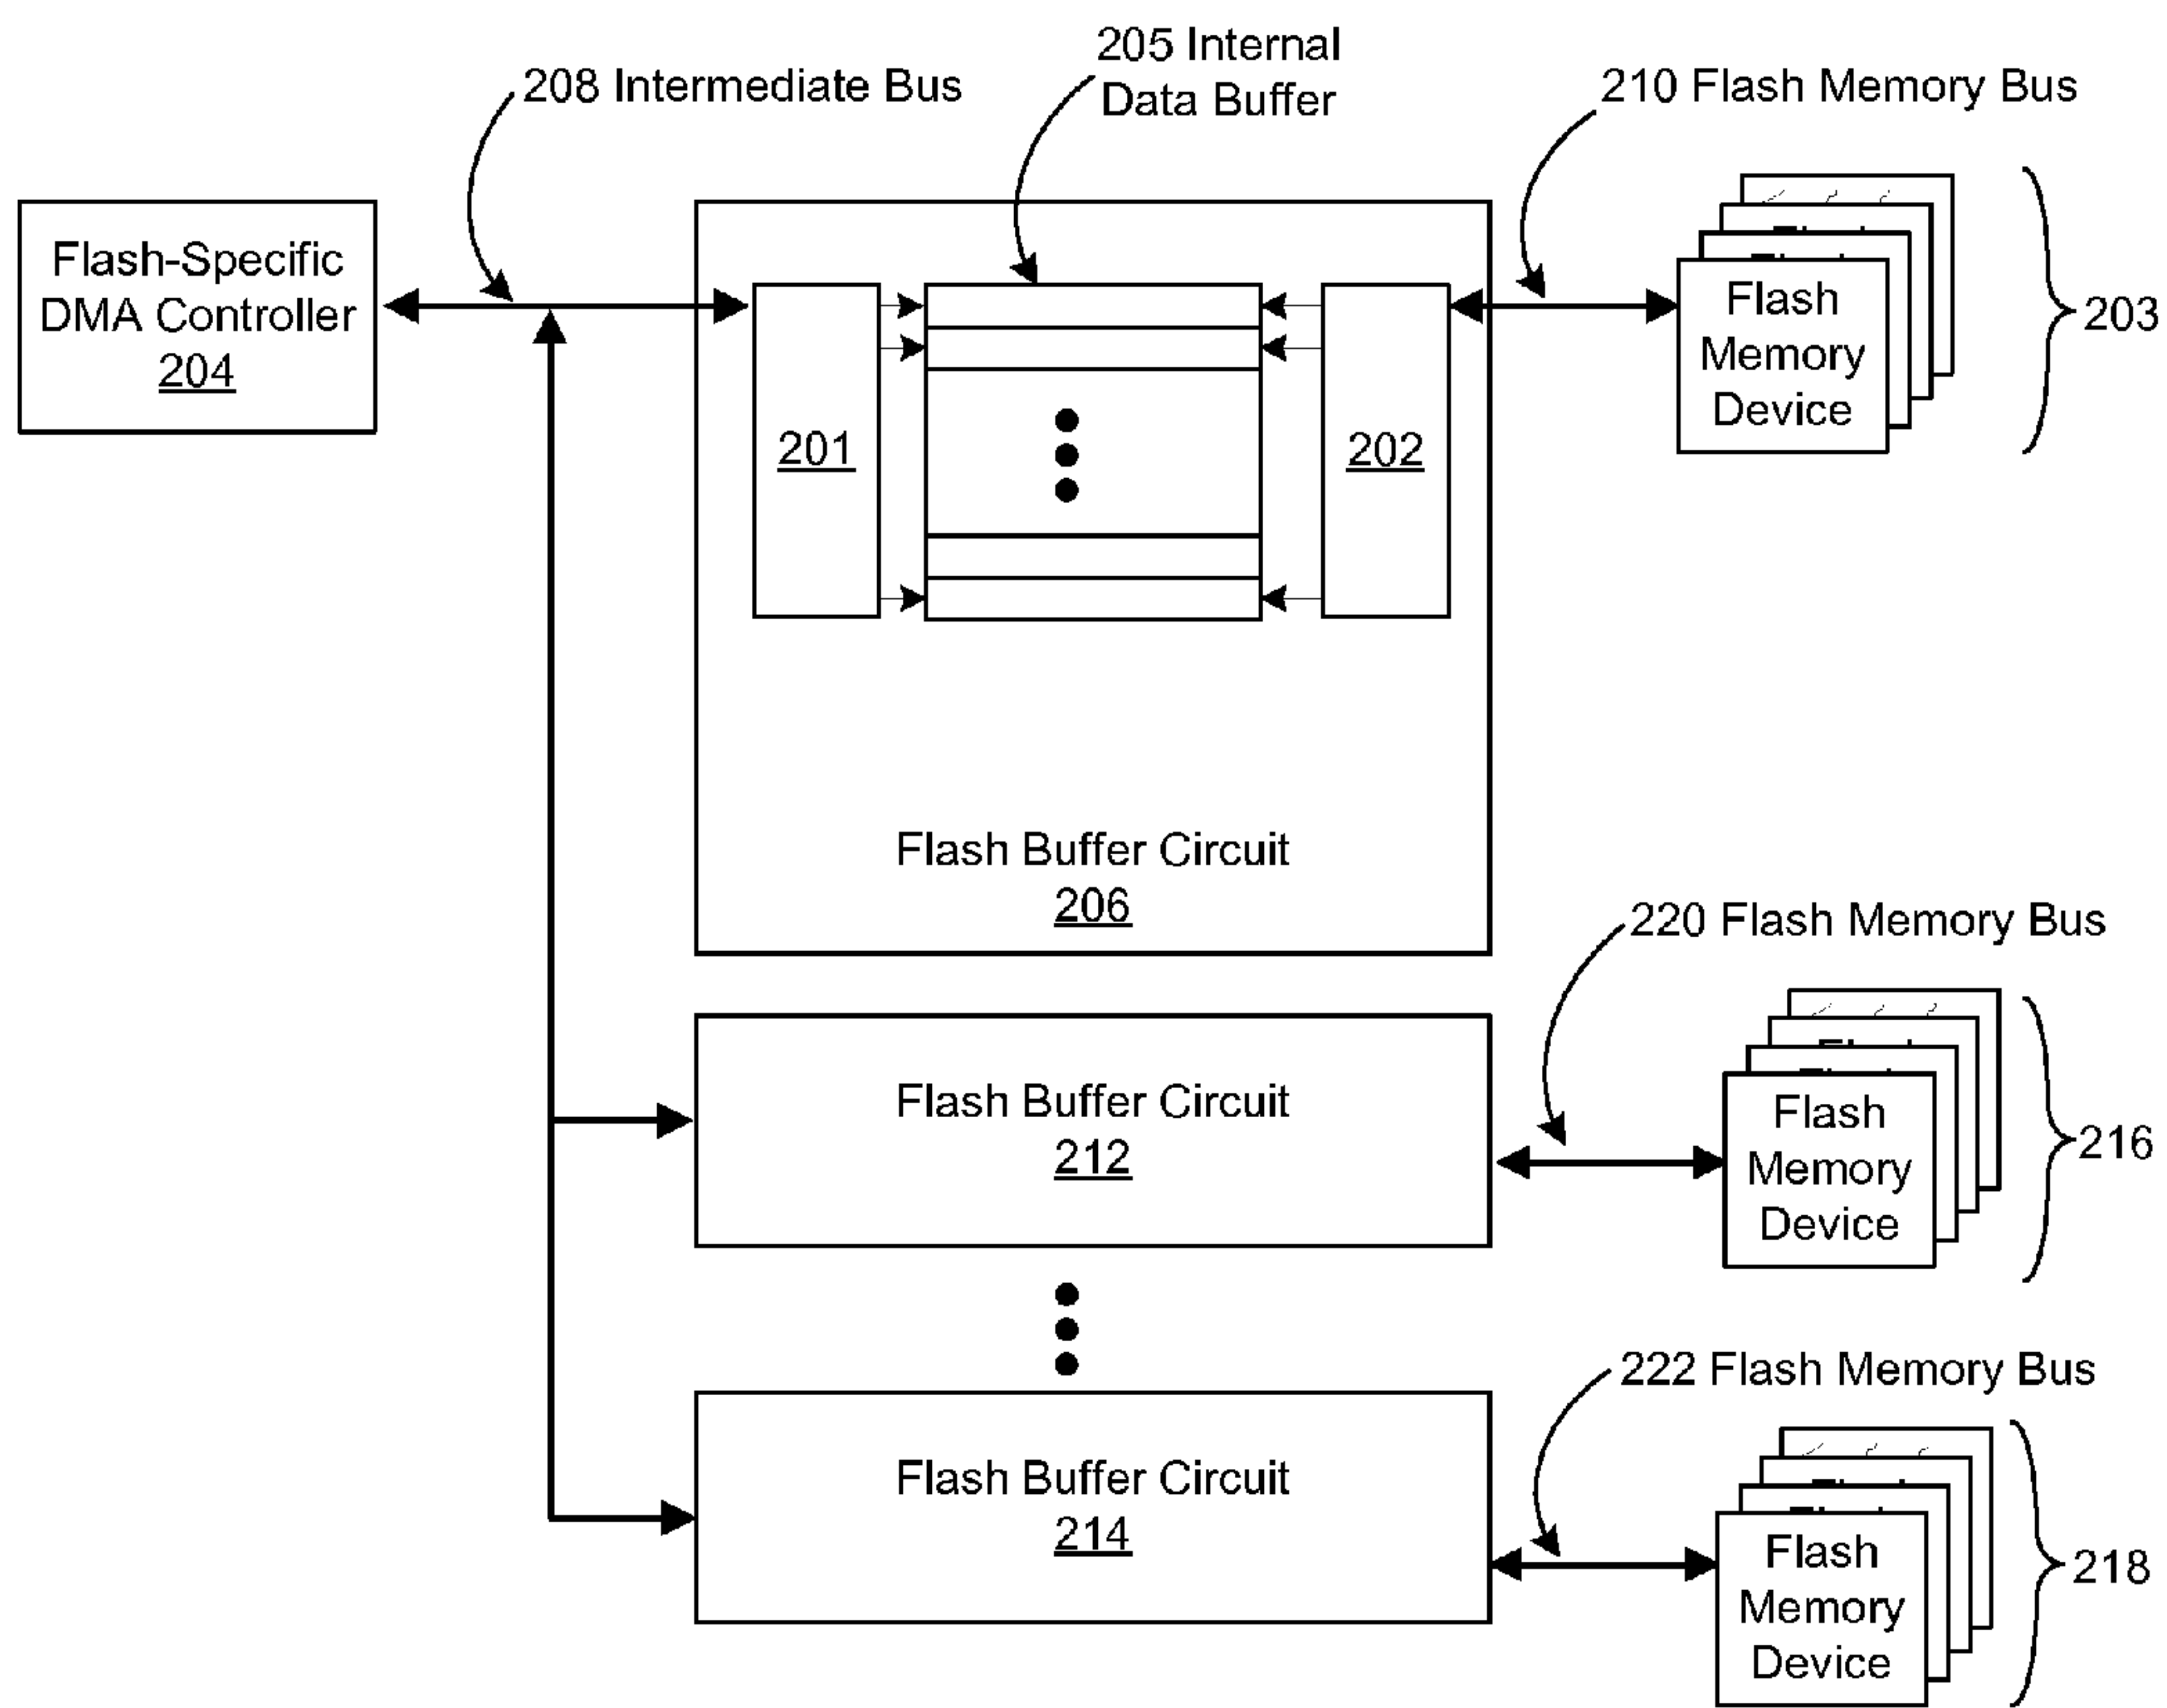 205 Internal
Data Buffer
208 Intermediate Bus
210 Flash Memory Bus
Flash-Specific
DMA Controller
204
201
202
Flash
Memory
Device
203
Flash Buffer Circuit
206
220 Flash Memory Bus
Flash Buffer Circuit
212
Flash
Memory
Device
216
222 Flash Memory Bus
Flash Buffer Circuit
214
Flash
Memory
Device
218